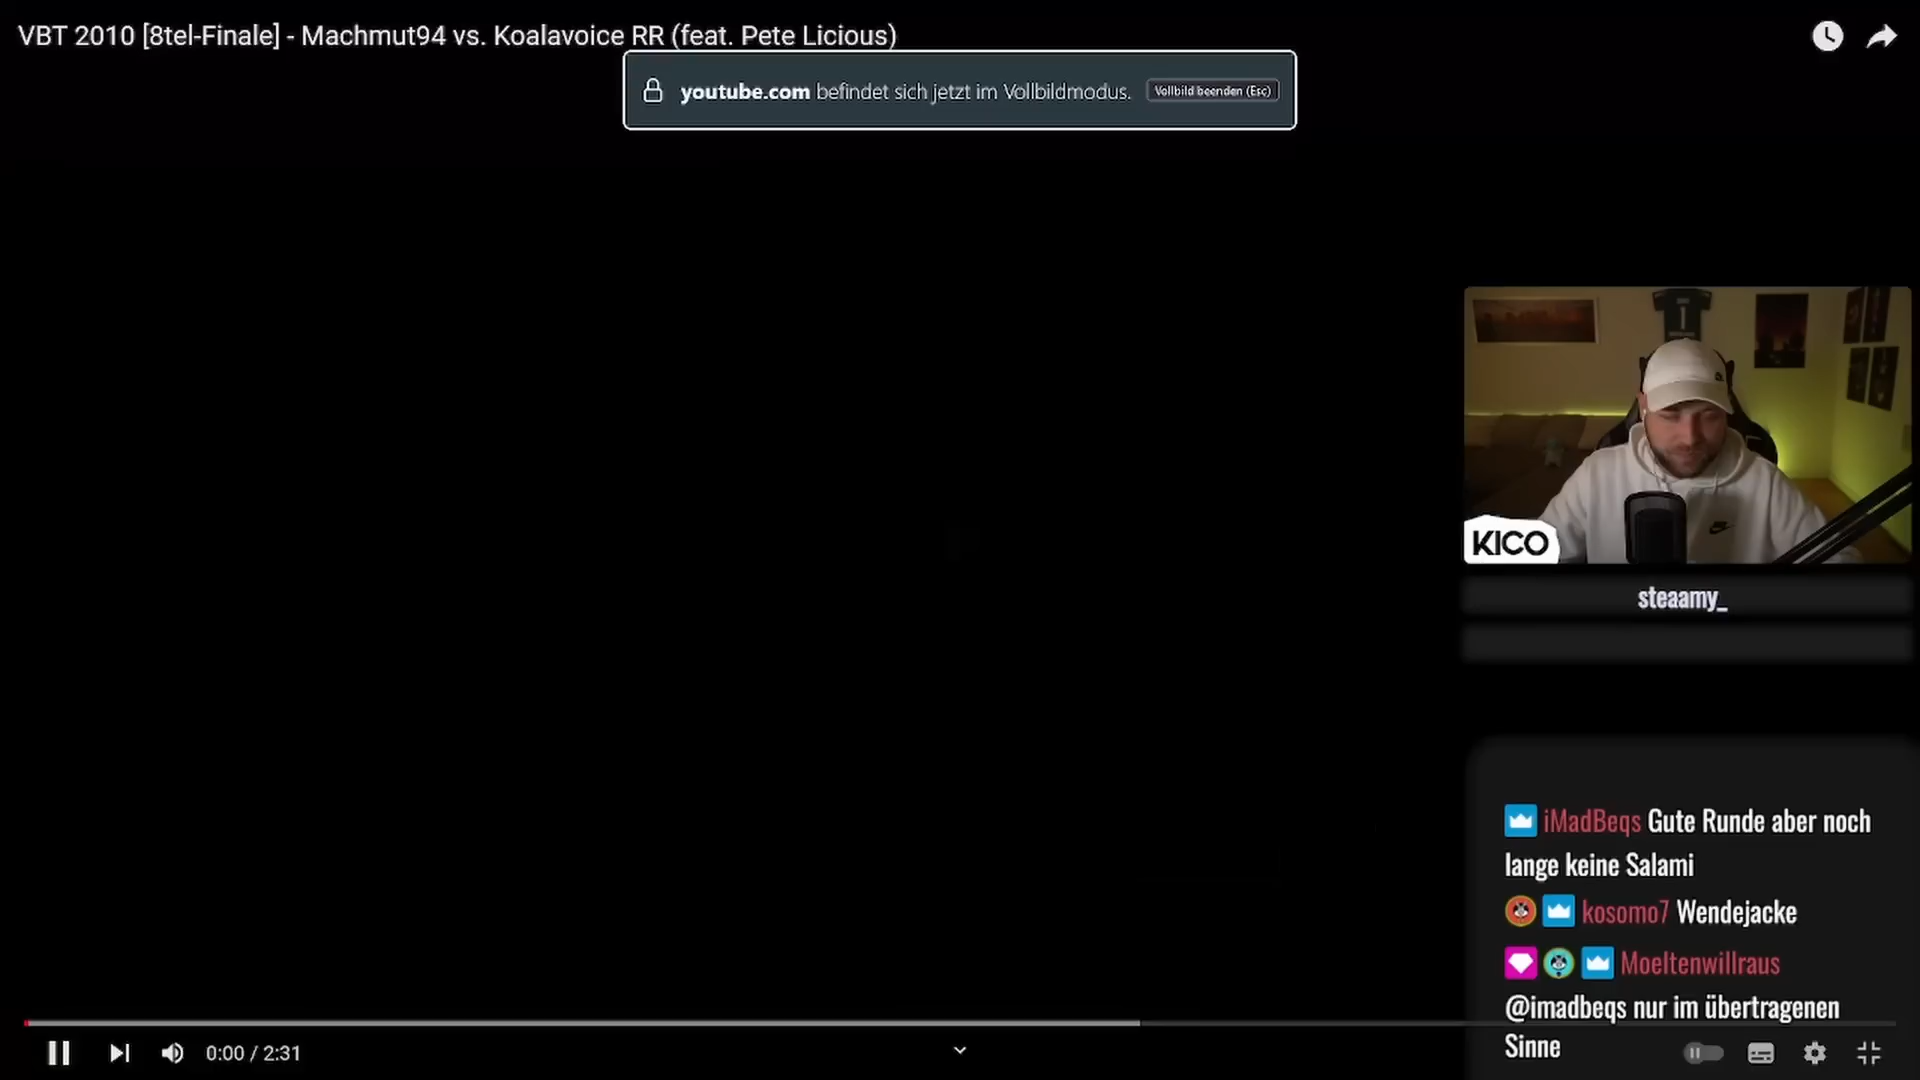 VBT 2010 [8tel-Finale] - Machmut94 vs. Koalavoice RR (feat. Pete Licious)
youtube.com befindet sich jetzt im Vollbildmodus. Vollbild beenden (Esc)
1
KICO
steaamy_
iMadBeqs Gute Runde aber noch
lange keine Salami
kosomo7 Wendejacke
Moeltenwillraus
@imadbeqs nur im übertragenen
Sinne
0:00 / 2:31